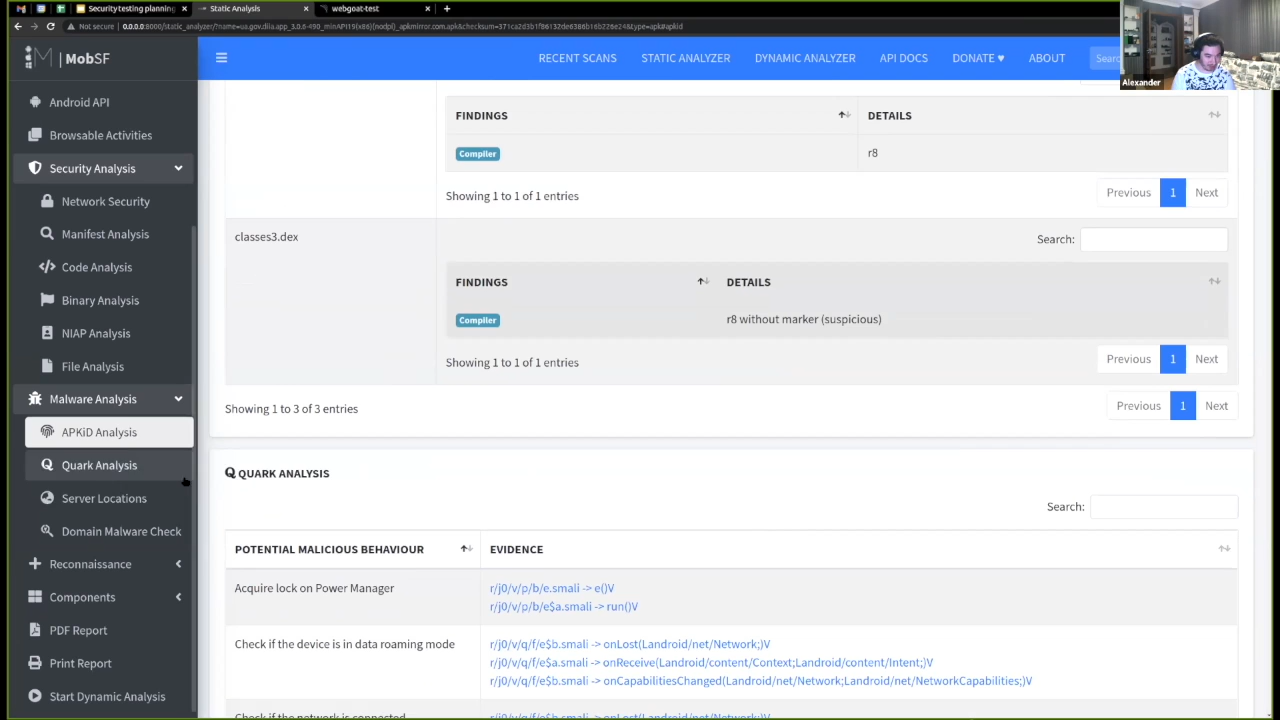 Security testing planning
Static Analysis
webgoat-test
Not secure
MobSF
RECENT SCANS
STATIC ANALYZER
DYNAMIC ANALYZER
API DOCS
DONATE ♥
ABOUT
Alexander
Android API
Browsable Activities
Security Analysis
Network Security
Manifest Analysis
Code Analysis
Binary Analysis
NIAP Analysis
File Analysis
Malware Analysis
APKiD Analysis
Quark Analysis
Server Locations
Domain Malware Check
Reconnaissance
Components
PDF Report
Print Report
Start Dynamic Analysis
FINDINGS DETAILS
Compiler r8
Showing 1 to 1 of 1 entries
Previous 1 Next
classes3.dex
Search:
FINDINGS DETAILS
Compiler r8 without marker (suspicious)
Showing 1 to 1 of 1 entries
Previous 1 Next
Showing 1 to 3 of 3 entries
Previous 1 Next
QUARK ANALYSIS
Search:
POTENTIAL MALICIOUS BEHAVIOUR EVIDENCE
Acquire lock on Power Manager
r/j0/v/p/b/e.smali -> e()V
r/j0/v/p/b/e$a.smali -> run()V
Check if the device is in data roaming mode
r/j0/v/q/f/e$b.smali -> onLost(Landroid/net/Network;)V
r/j0/v/q/f/e$a.smali -> onReceive(Landroid/content/Context;Landroid/content/Intent;)V
r/j0/v/q/f/e$b.smali -> onCapabilitiesChanged(Landroid/net/Network;Landroid/net/NetworkCapabilities;)V